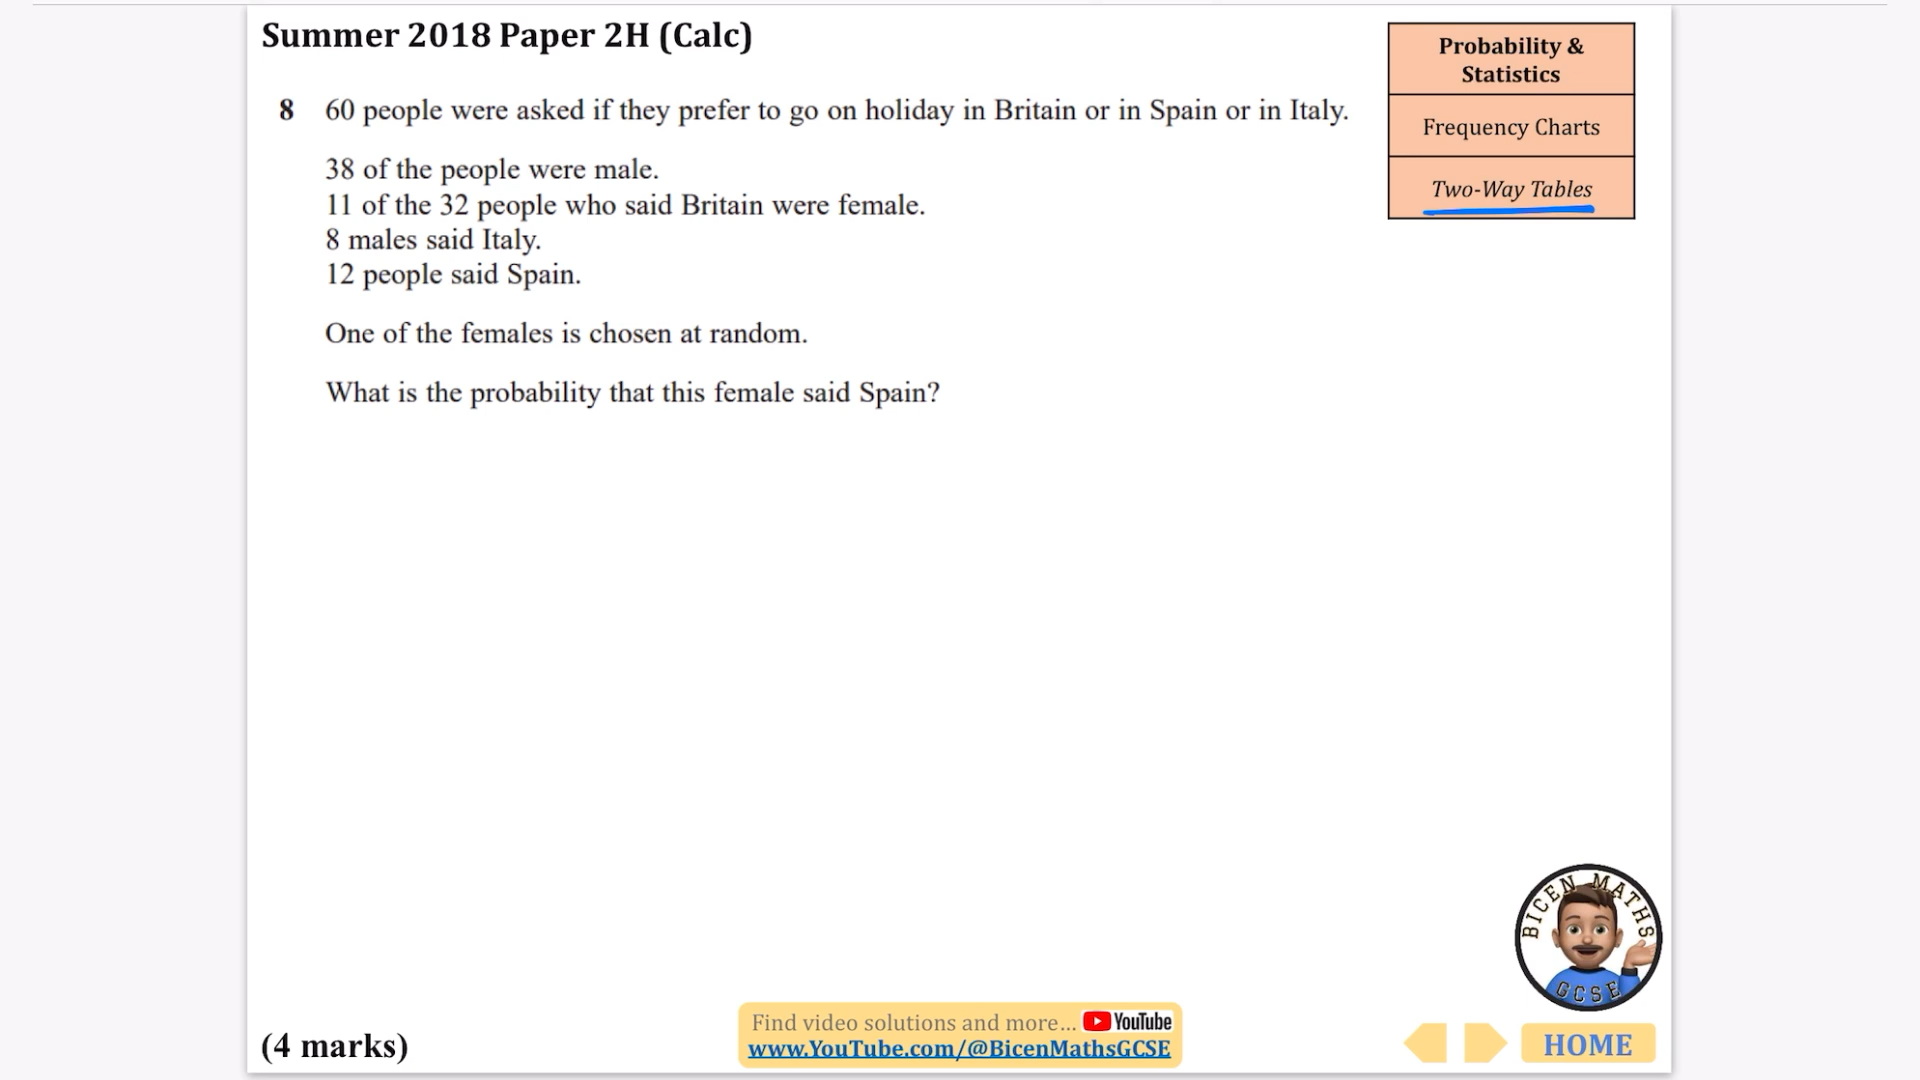 Summer 2018 Paper 2H (Calc)
Probability &
Statistics
Frequency Charts
Two-Way Tables
8 60 people were asked if they prefer to go on holiday in Britain or in Spain or in Italy.
38 of the people were male.
11 of the 32 people who said Britain were female.
8 males said Italy.
12 people said Spain.
One of the females is chosen at random.
What is the probability that this female said Spain?
BICEN MATHS
GCSE
(4 marks)
Find video solutions and more... YouTube
www.YouTube.com/@BicenMathsGCSE
HOME